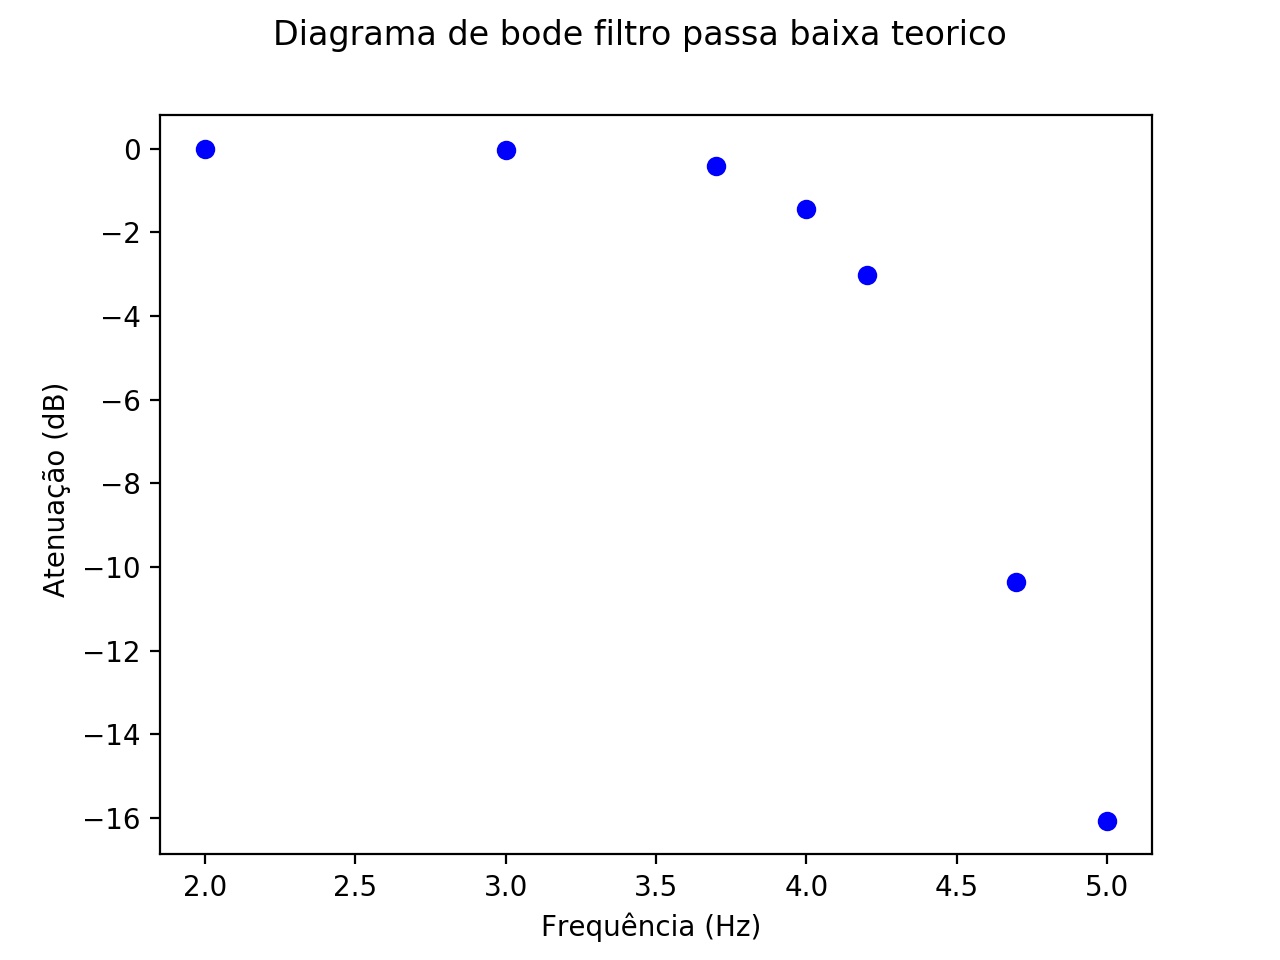 Diagrama de bode filtro passa baixa teorico
0
−2
−4
−6
−8
−10
−12
−14
−16
Atenuação (dB)
2.0 2.5 3.0 3.5 4.0 4.5 5.0
Frequência (Hz)